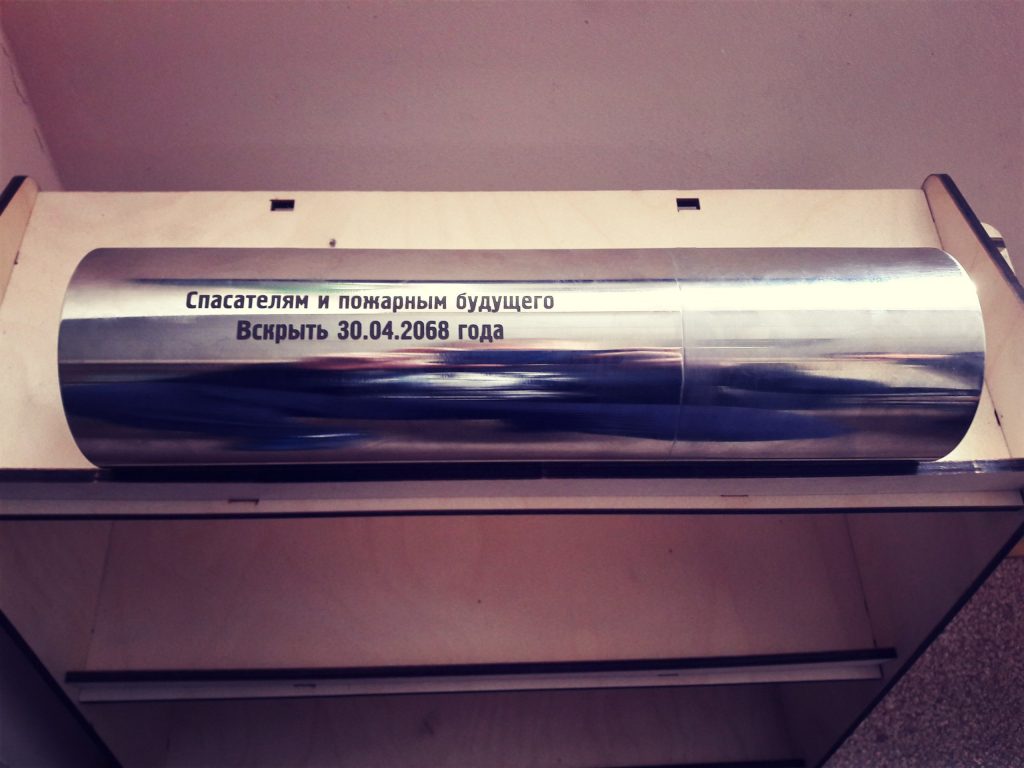 Спасателям и пожарным будущего
Вскрыть 30.04.2068 года